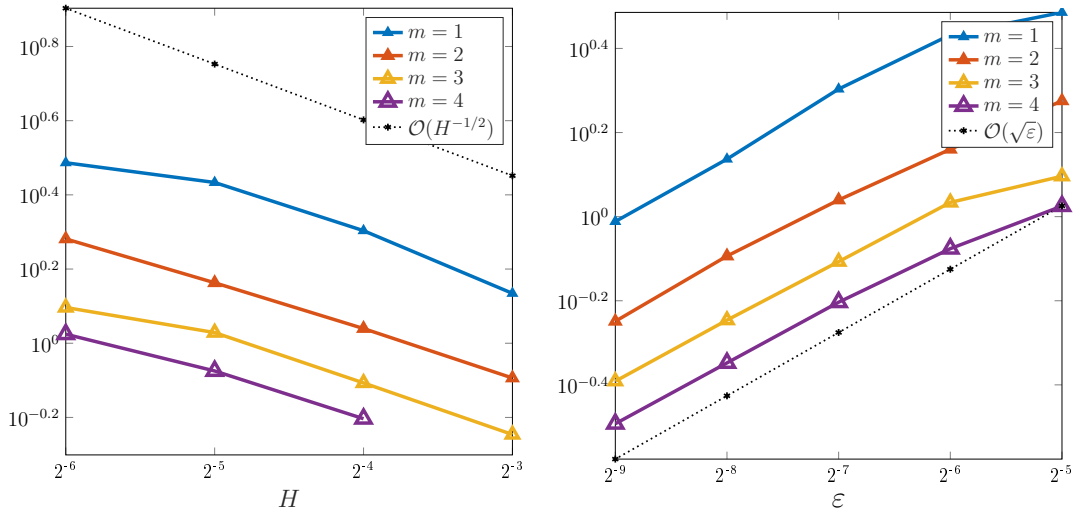 10^0.8
10^0.6
10^0.4
10^0.2
10^0
10^-0.2
2^-6
2^-5
2^-4
2^-3
H
m = 1
m = 2
m = 3
m = 4
𝒪(H^{-1/2})
10^0.4
10^0.2
10^0
10^-0.2
10^-0.4
2^-9
2^-8
2^-7
2^-6
2^-5
ε
m = 1
m = 2
m = 3
m = 4
𝒪(√ε)